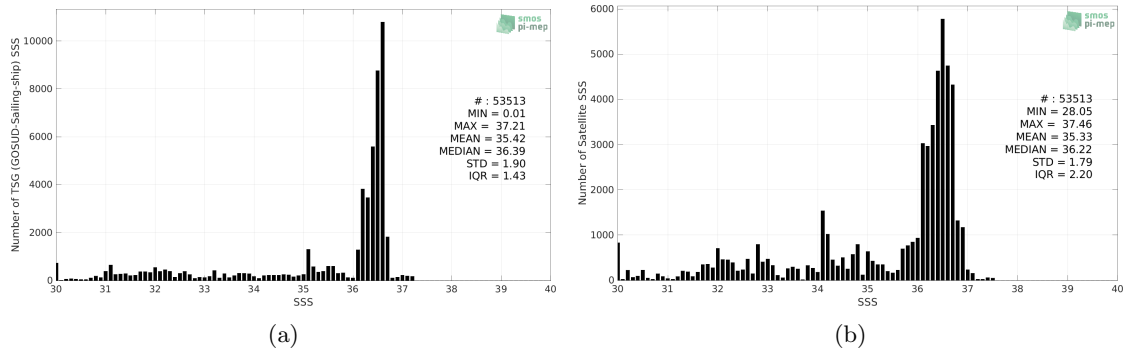 smos
pi-mep
Number of TSG (GOSUD-Sailing-ship) SSS
10000
8000
6000
4000
2000
0
# : 53513
MIN = 0.01
MAX = 37.21
MEAN = 35.42
MEDIAN = 36.39
STD = 1.90
IQR = 1.43
30 31 32 33 34 35 36 37 38 39 40
SSS
(a)
smos
pi-mep
Number of Satellite SSS
6000
5000
4000
3000
2000
1000
0
# : 53513
MIN = 28.05
MAX = 37.46
MEAN = 35.33
MEDIAN = 36.22
STD = 1.79
IQR = 2.20
30 31 32 33 34 35 36 37 38 39 40
SSS
(b)